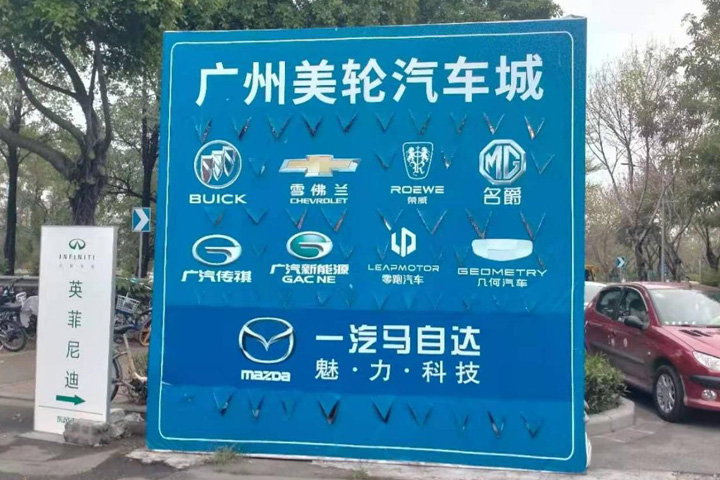 广州美轮汽车城
BUICK
雪佛兰
CHEVROLET
ROEWE
荣威
MG
名爵
广汽传祺
广汽新能源
GAC NE
LEAPMOTOR
零跑汽车
GEOMETRY
几何汽车
mazda
一汽马自达
魅·力·科技
INFINITI
英菲尼迪